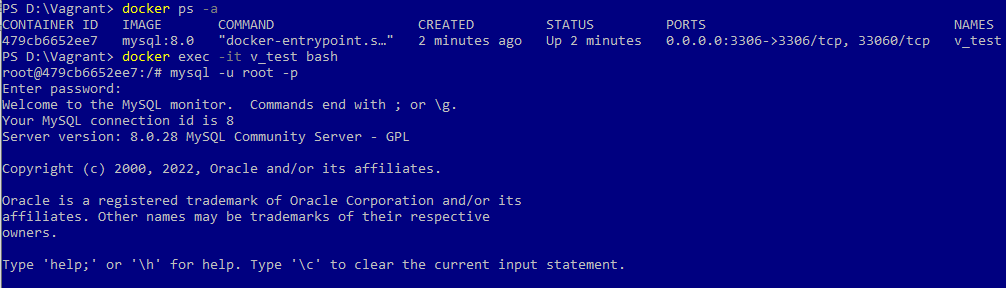 PS D:\Vagrant> docker ps -a
CONTAINER ID   IMAGE       COMMAND                  CREATED         STATUS         PORTS                               NAMES
479cb6652ee7   mysql:8.0   "docker-entrypoint.s…"   2 minutes ago   Up 2 minutes   0.0.0.0:3306->3306/tcp, 33060/tcp   v_test
PS D:\Vagrant> docker exec -it v_test bash
root@479cb6652ee7:/# mysql -u root -p
Enter password:
Welcome to the MySQL monitor.  Commands end with ; or \g.
Your MySQL connection id is 8
Server version: 8.0.28 MySQL Community Server - GPL
Copyright (c) 2000, 2022, Oracle and/or its affiliates.
Oracle is a registered trademark of Oracle Corporation and/or its
affiliates. Other names may be trademarks of their respective
owners.
Type 'help;' or '\h' for help. Type '\c' to clear the current input statement.